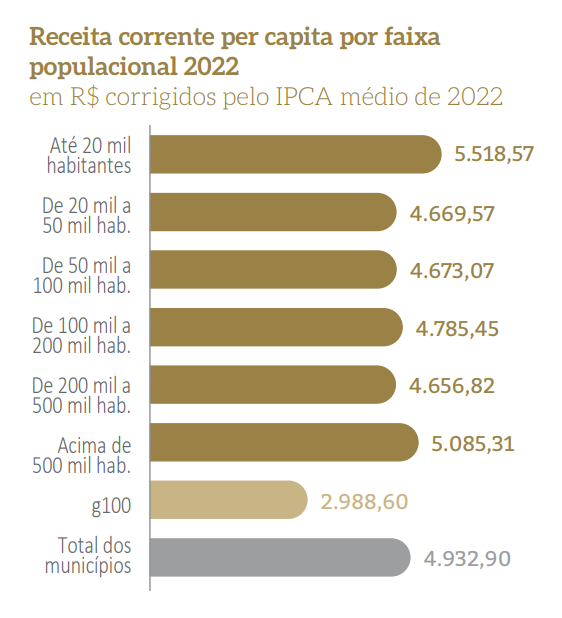 Receita corrente per capita por faixa
populacional 2022
em R$ corrigidos pelo IPCA médio de 2022
Até 20 mil
habitantes
5.518,57
De 20 mil a
50 mil hab.
4.669,57
De 50 mil a
100 mil hab.
4.673,07
De 100 mil a
200 mil hab.
4.785,45
De 200 mil a
500 mil hab.
4.656,82
Acima de
500 mil hab.
5.085,31
g100
2.988,60
Total dos
municípios
4.932,90